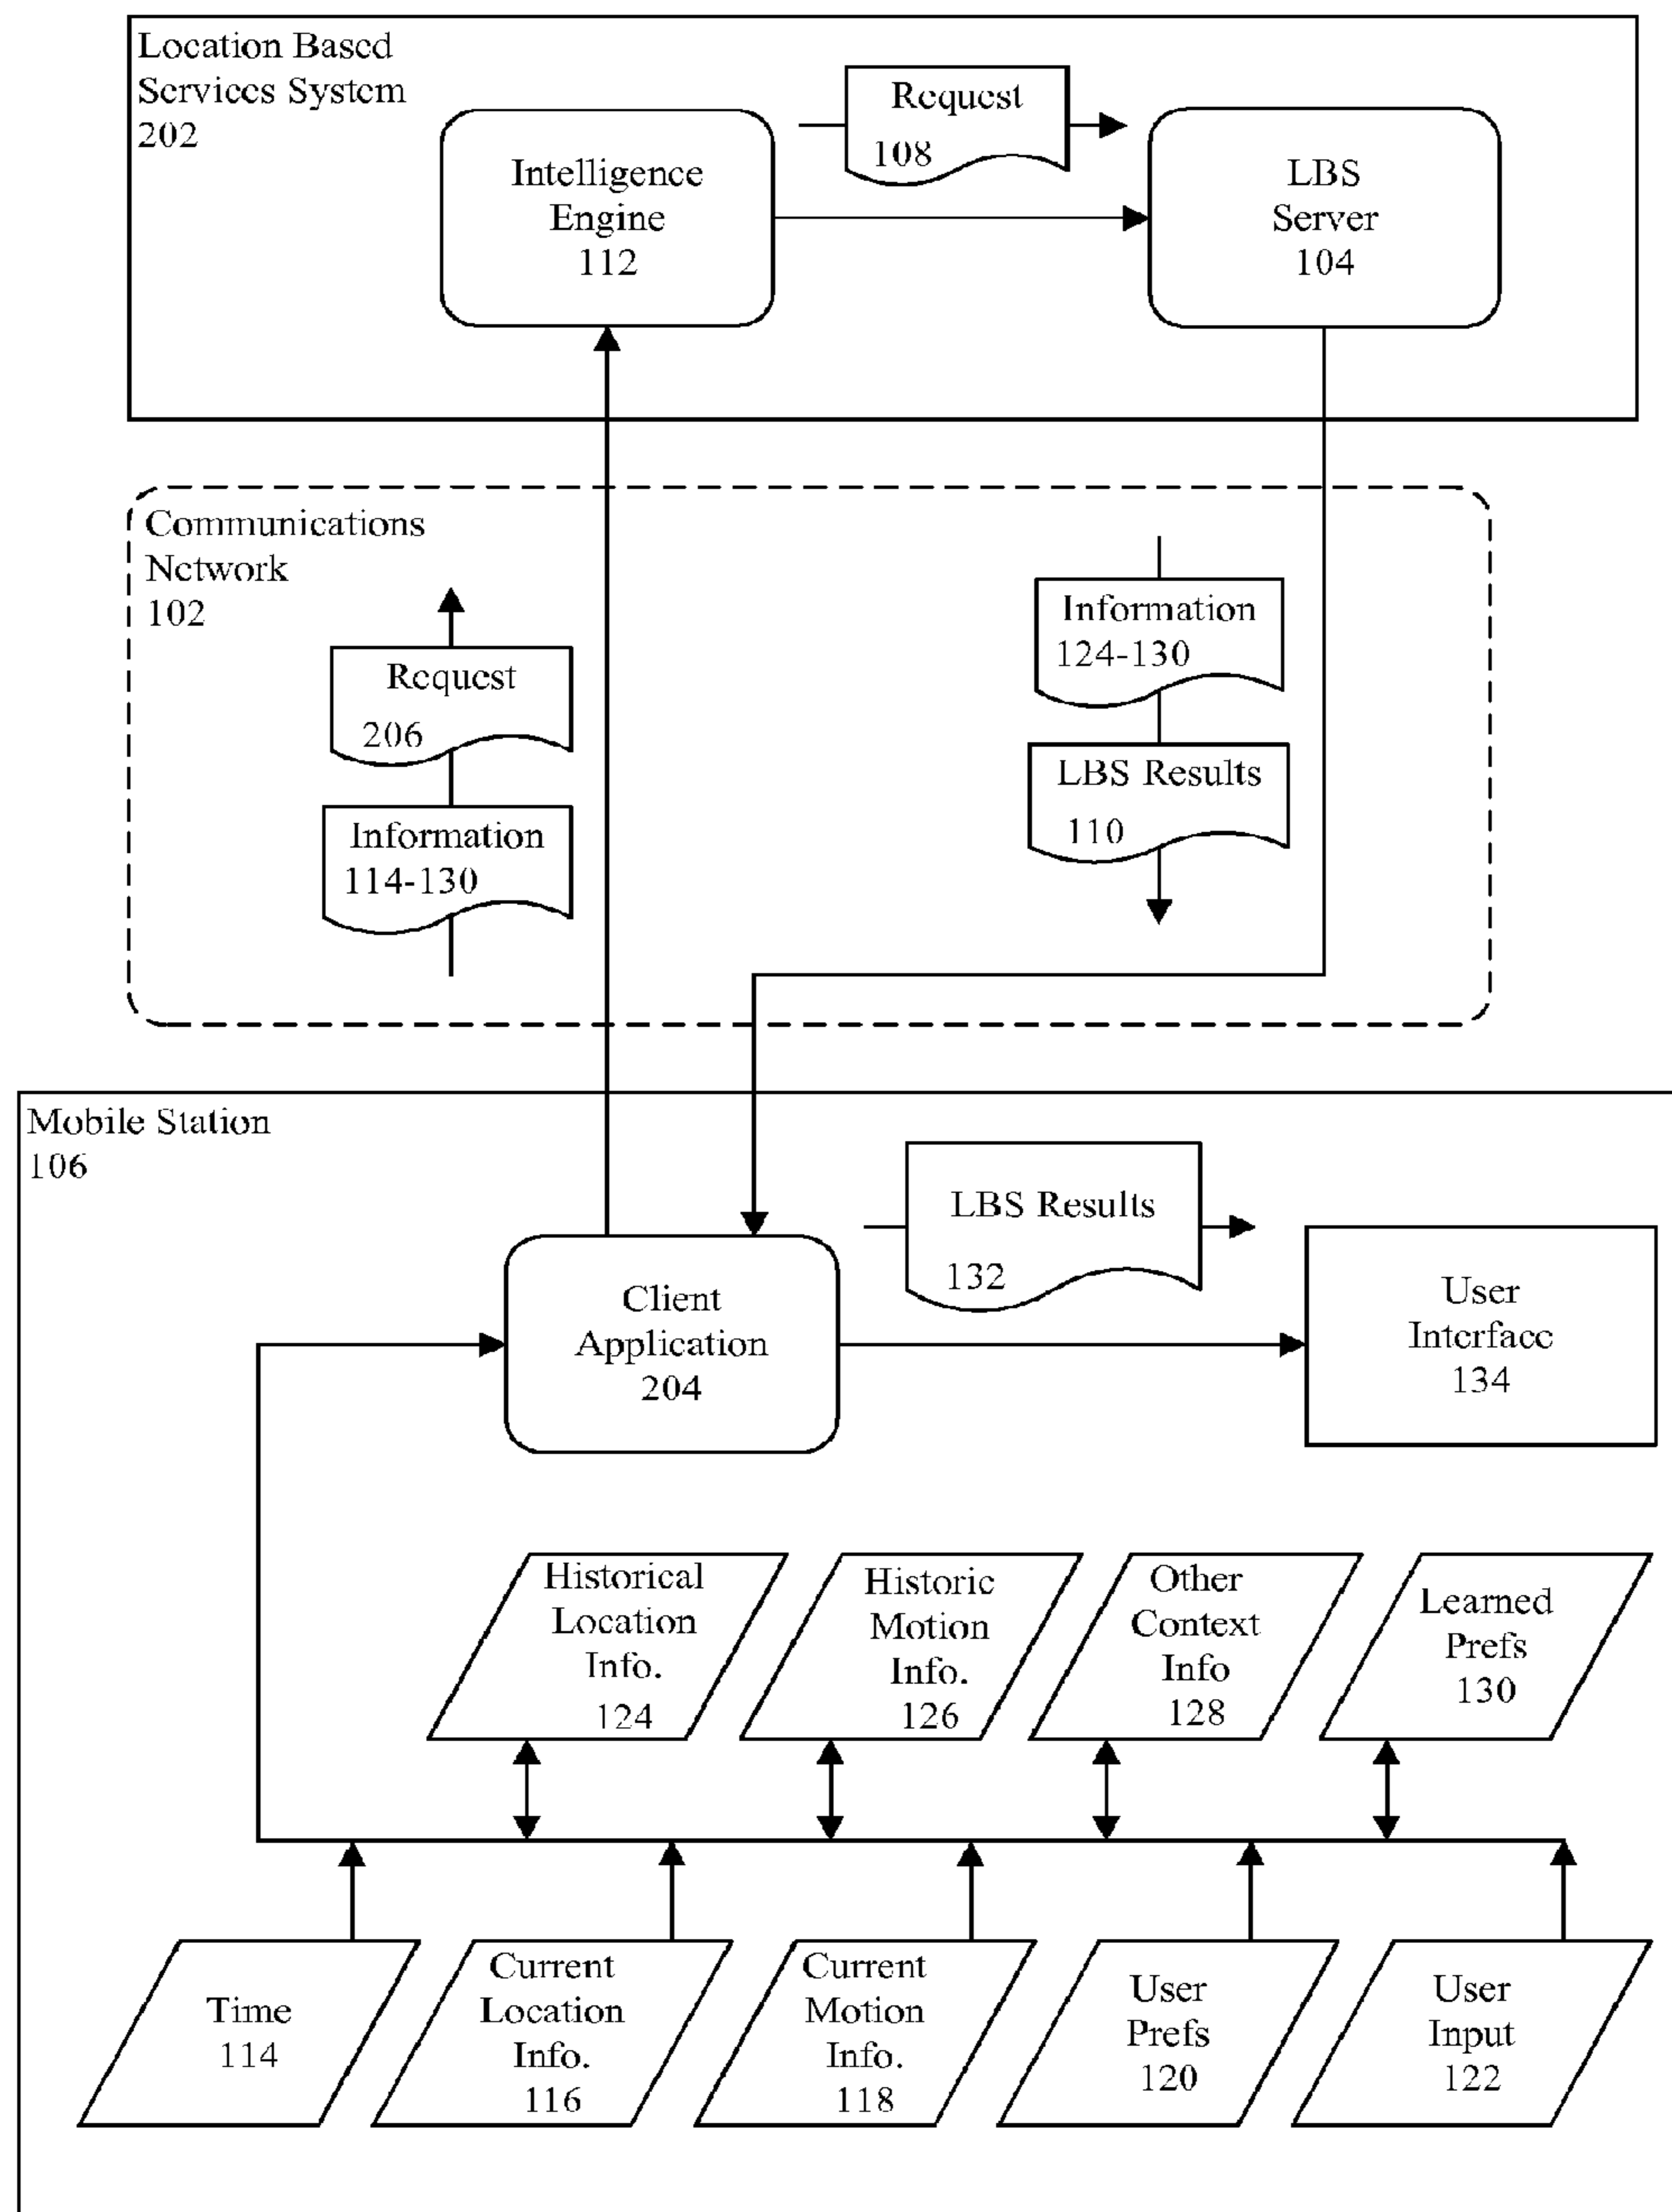 Location Based
Services System
202
Request
108
Intelligence
Engine
112
LBS
Server
104
Communications
Network
102
Request
206
Information
114-130
Information
124-130
LBS Results
110
Mobile Station
106
LBS Results
132
Client
Application
204
User
Interface
134
Historical
Location
Info.
124
Historic
Motion
Info.
126
Other
Context
Info
128
Learned
Prefs
130
Time
114
Current
Location
Info.
116
Current
Motion
Info.
118
User
Prefs
120
User
Input
122